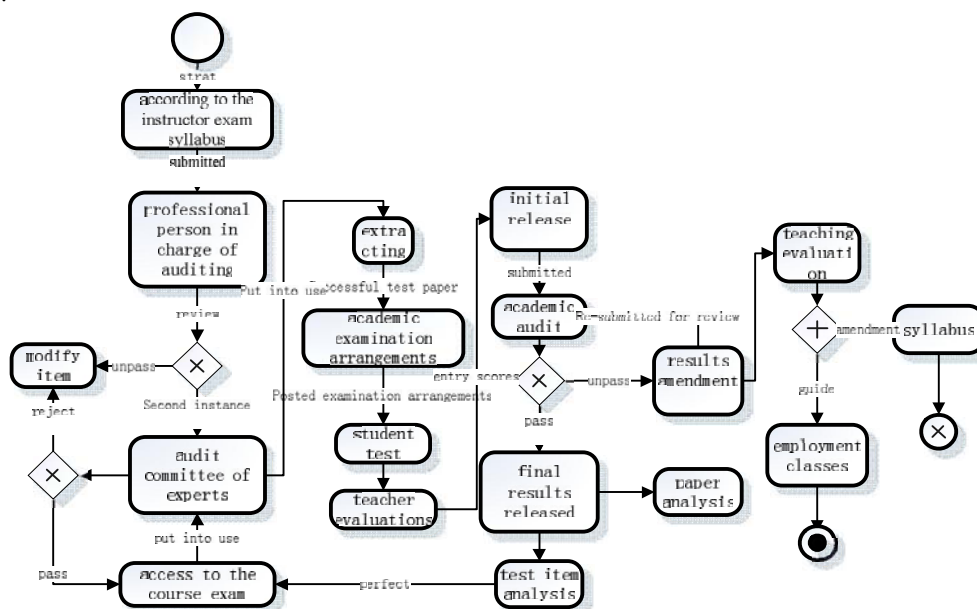 strat
according to the
instructor exam
syllabus
submitted
professional
person in
charge of
auditing
review
modify
item
unpass
reject
Second instance
audit
committee of
experts
put into use
pass
access to the
course exam
Put into use
extra
cting
ccessful test paper
academic
examination
arrangements
Posted examination arrangements
student
test
teacher
evaluations
entry scores
initial
release
submitted
academic
audit
Re-submitted for review
unpass
results
amendment
pass
final
results
released
paper
analysis
test item
analysis
perfect
teaching
evaluati
on
amendment
syllabus
guide
employment
classes